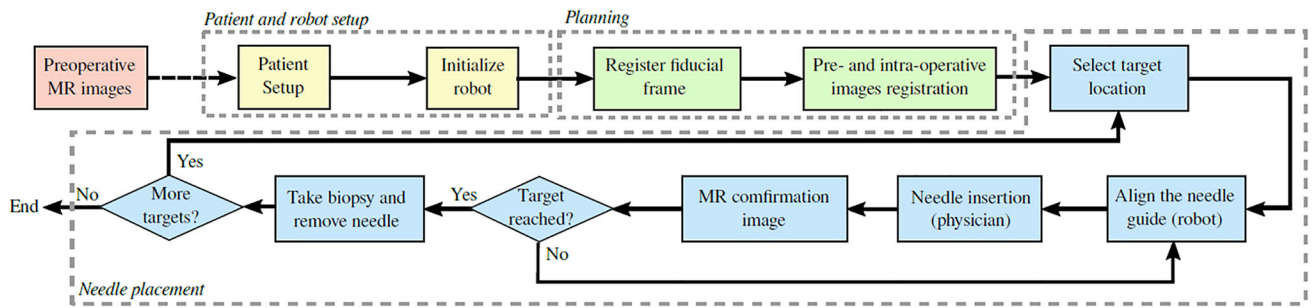 Patient and robot setup
Planning
Preoperative
MR images
Patient
Setup
Initialize
robot
Register fiducial
frame
Pre- and intra-operative
images registration
Select target
location
Yes
No
End
More
targets?
Take biopsy and
remove needle
Yes
Target
reached?
No
MR comfirmation
image
Needle insertion
(physician)
Align the needle
guide (robot)
Needle placement